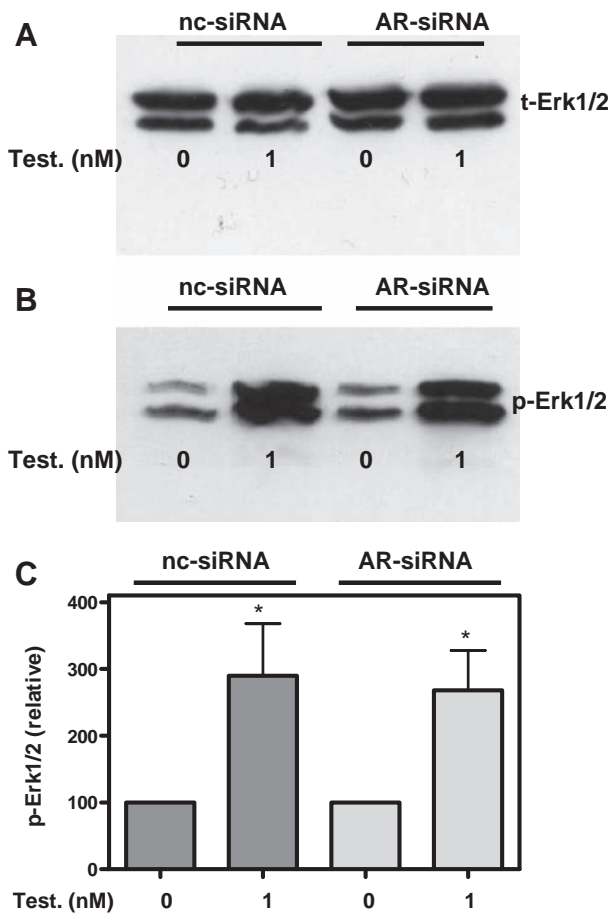 A
nc-siRNA AR-siRNA
t-Erk1/2
Test. (nM) 0 1 0 1
B
nc-siRNA AR-siRNA
p-Erk1/2
Test. (nM) 0 1 0 1
C
nc-siRNA AR-siRNA
400
300
200
100
0
p-Erk1/2 (relative)
* *
Test. (nM) 0 1 0 1